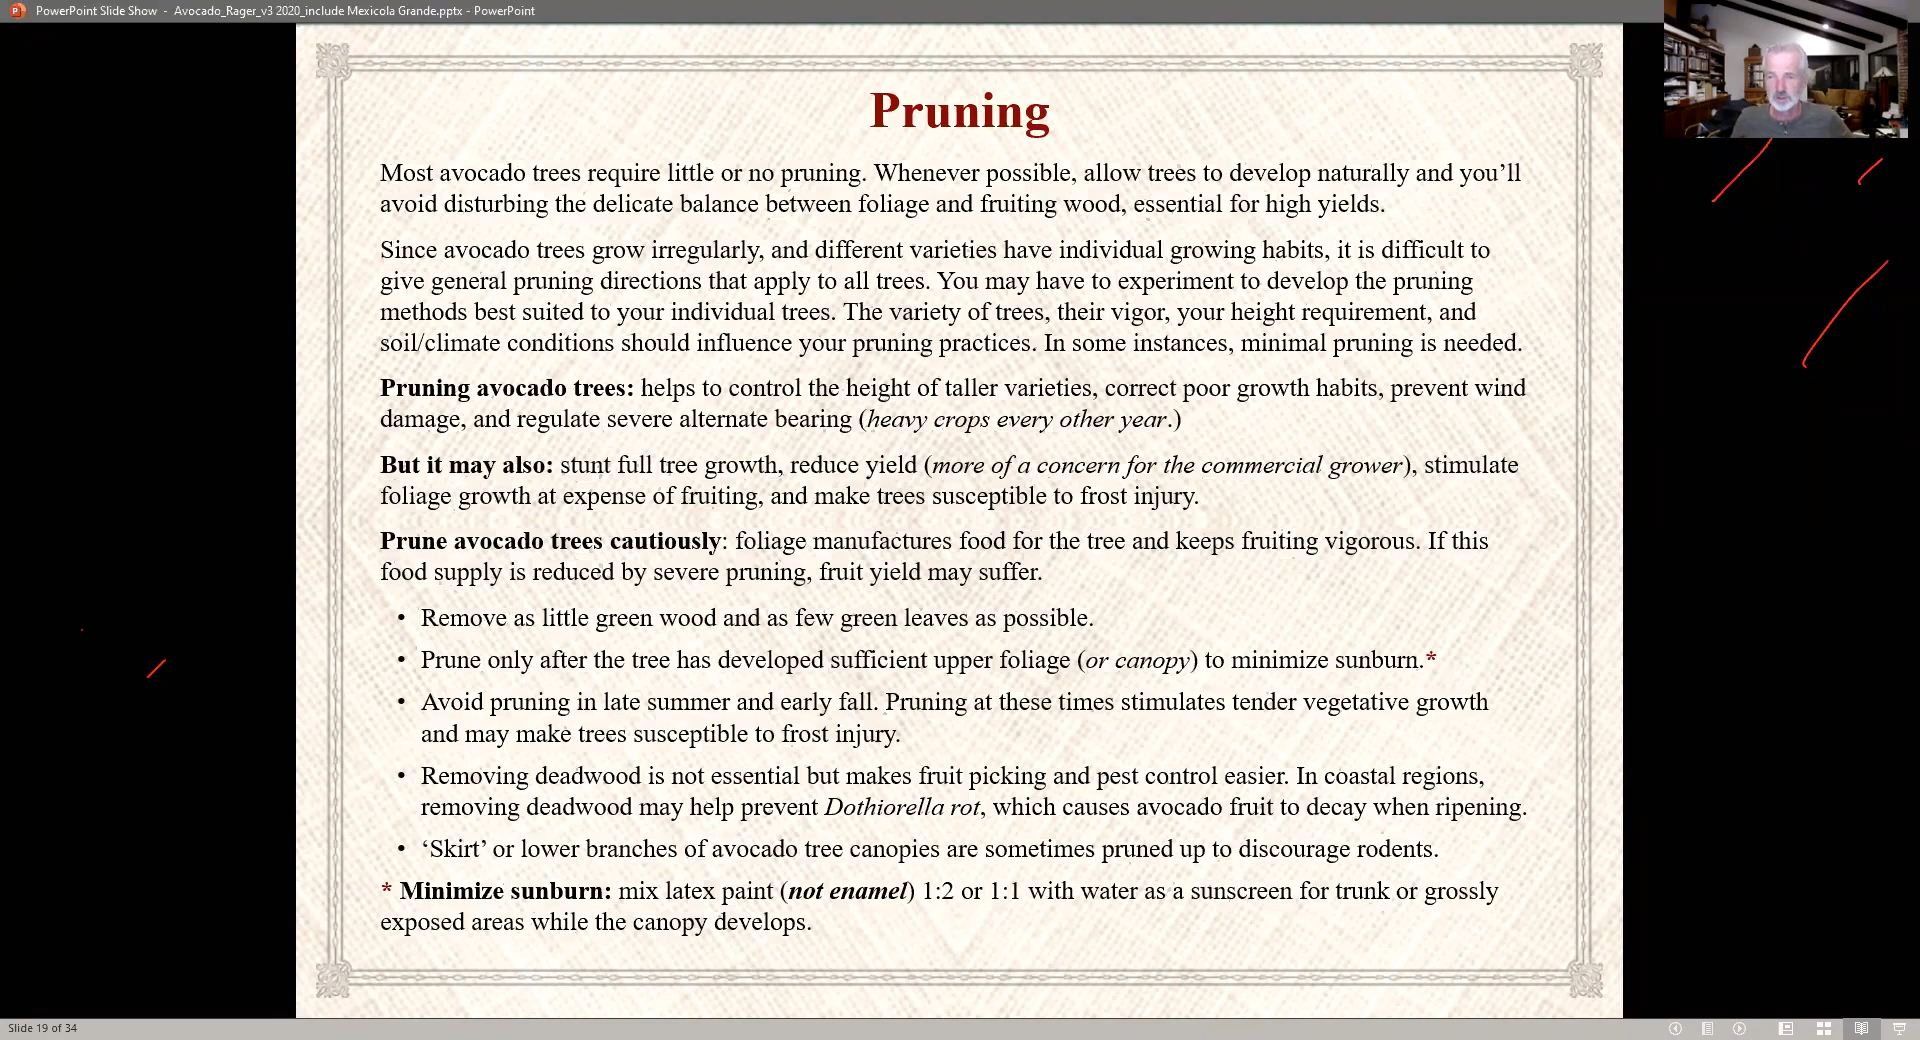 PowerPoint Slide Show - Avocado_Rager_v3 2020_include Mexicola Grande.pptx - PowerPoint
Pruning
Most avocado trees require little or no pruning. Whenever possible, allow trees to develop naturally and you’ll
avoid disturbing the delicate balance between foliage and fruiting wood, essential for high yields.
Since avocado trees grow irregularly, and different varieties have individual growing habits, it is difficult to
give general pruning directions that apply to all trees. You may have to experiment to develop the pruning
methods best suited to your individual trees. The variety of trees, their vigor, your height requirement, and
soil/climate conditions should influence your pruning practices. In some instances, minimal pruning is needed.
Pruning avocado trees: helps to control the height of taller varieties, correct poor growth habits, prevent wind
damage, and regulate severe alternate bearing (heavy crops every other year.)
But it may also: stunt full tree growth, reduce yield (more of a concern for the commercial grower), stimulate
foliage growth at expense of fruiting, and make trees susceptible to frost injury.
Prune avocado trees cautiously: foliage manufactures food for the tree and keeps fruiting vigorous. If this
food supply is reduced by severe pruning, fruit yield may suffer.
• Remove as little green wood and as few green leaves as possible.
• Prune only after the tree has developed sufficient upper foliage (or canopy) to minimize sunburn.*
• Avoid pruning in late summer and early fall. Pruning at these times stimulates tender vegetative growth
and may make trees susceptible to frost injury.
• Removing deadwood is not essential but makes fruit picking and pest control easier. In coastal regions,
removing deadwood may help prevent Dothiorella rot, which causes avocado fruit to decay when ripening.
• ‘Skirt’ or lower branches of avocado tree canopies are sometimes pruned up to discourage rodents.
* Minimize sunburn: mix latex paint (not enamel) 1:2 or 1:1 with water as a sunscreen for trunk or grossly
exposed areas while the canopy develops.
Slide 19 of 34